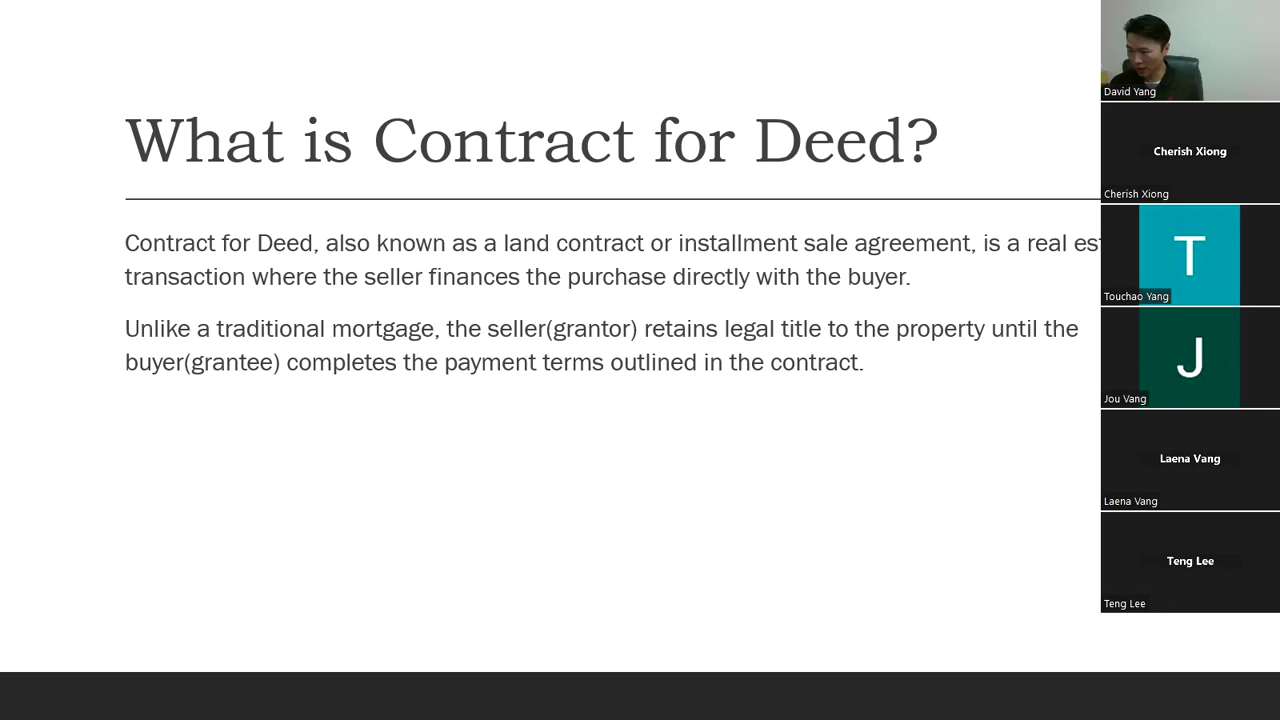 What is Contract for Deed?
Contract for Deed, also known as a land contract or installment sale agreement, is a real
transaction where the seller finances the purchase directly with the buyer.
Unlike a traditional mortgage, the seller(grantor) retains legal title to the property until the
buyer(grantee) completes the payment terms outlined in the contract.
David Yang
Cherish Xiong
Cherish Xiong
T
Touchao Yang
J
Jou Vang
Laena Vang
Laena Vang
Teng Lee
Teng Lee